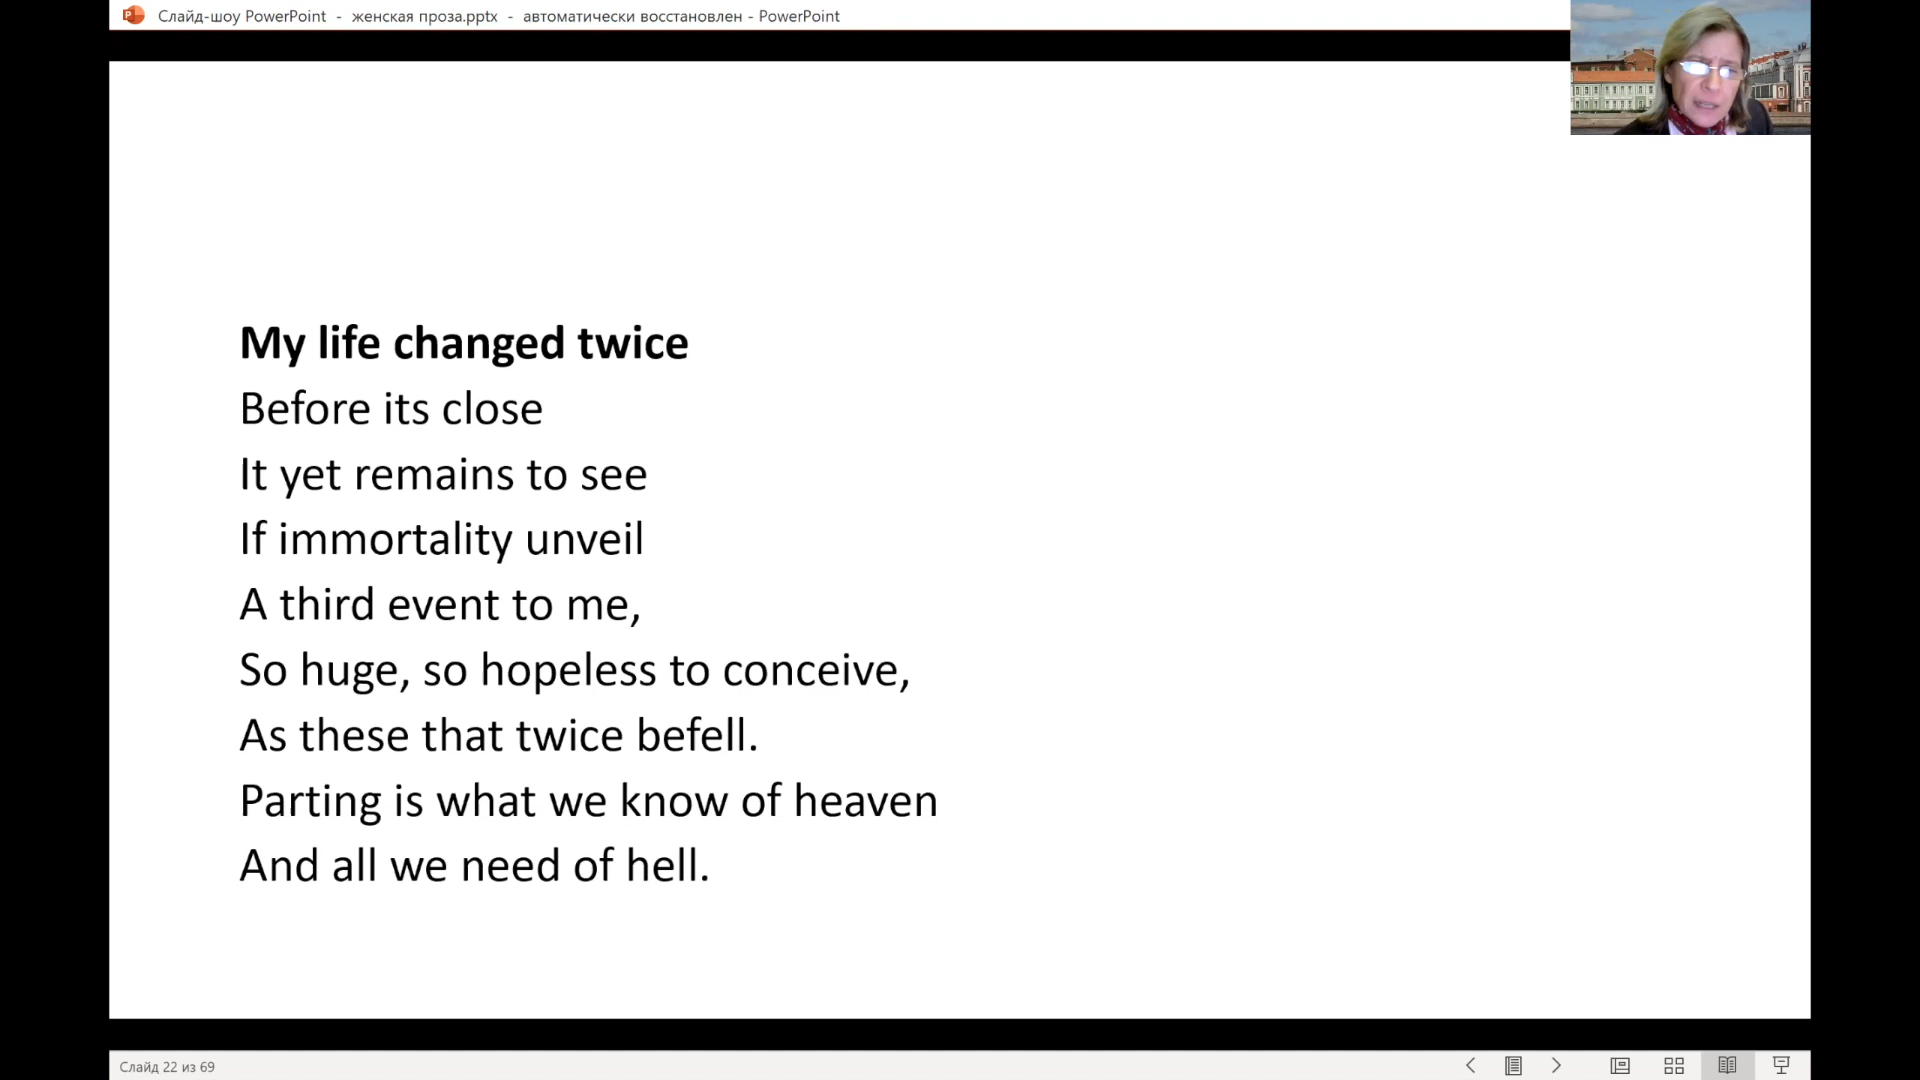 Слайд-шоу PowerPoint - женская проза.pptx - автоматически восстановлен - PowerPoint
My life changed twice
Before its close
It yet remains to see
If immortality unveil
A third event to me,
So huge, so hopeless to conceive,
As these that twice befell.
Parting is what we know of heaven
And all we need of hell.
Слайд 22 из 69